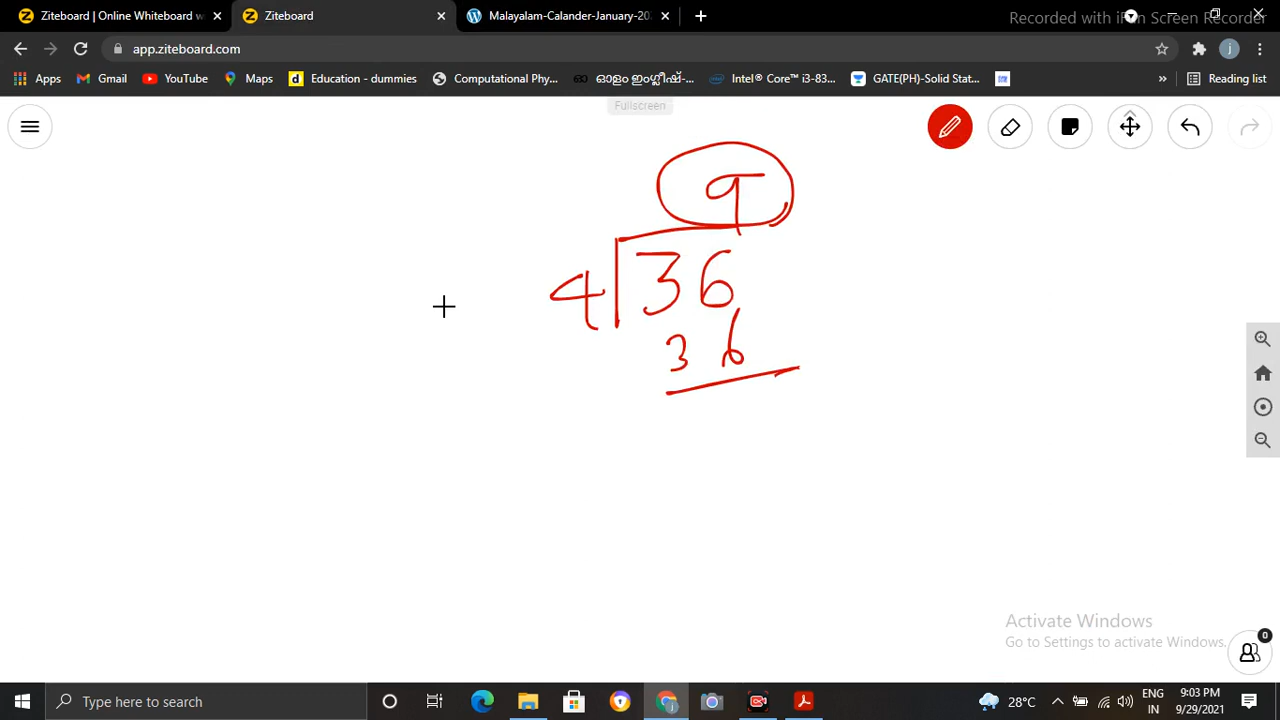 Ziteboard | Online Whiteboard w
Ziteboard
Malayalam-Calander-January-20
Recorded with iFun Screen Recorder
app.ziteboard.com
j
Apps
Gmail
YouTube
Maps
Education - dummies
Computational Phy...
ഓളം ഇംഗ്ലീഷ്-...
Intel® Core™ i3-83...
GATE(PH)-Solid Stat...
»
Reading list
Fullscreen
9
4 36
36
Activate Windows
Go to Settings to activate Windows.
0
Type here to search
28°C
ENG
IN
9:03 PM
9/29/2021